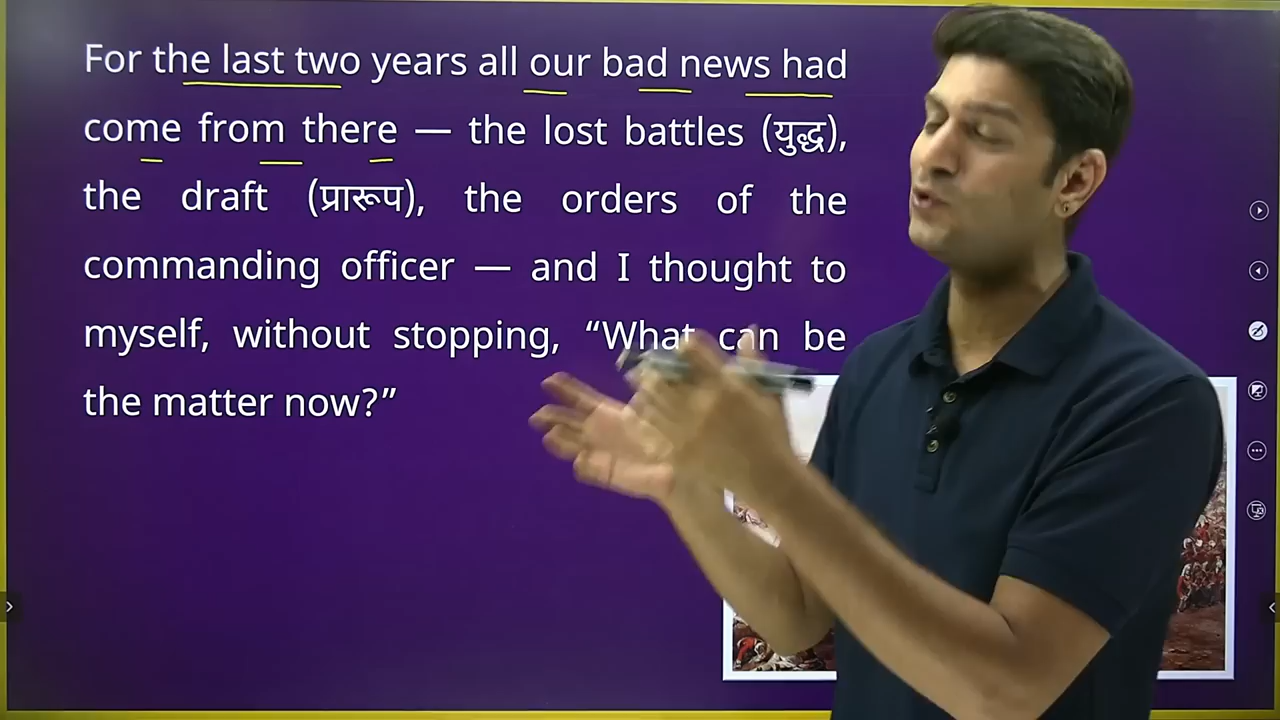 For the last two years all our bad news had
come from there — the lost battles (युद्ध),
the draft (प्रारूप), the orders of the
commanding officer — and I thought to
myself, without stopping, “What can be
the matter now?”